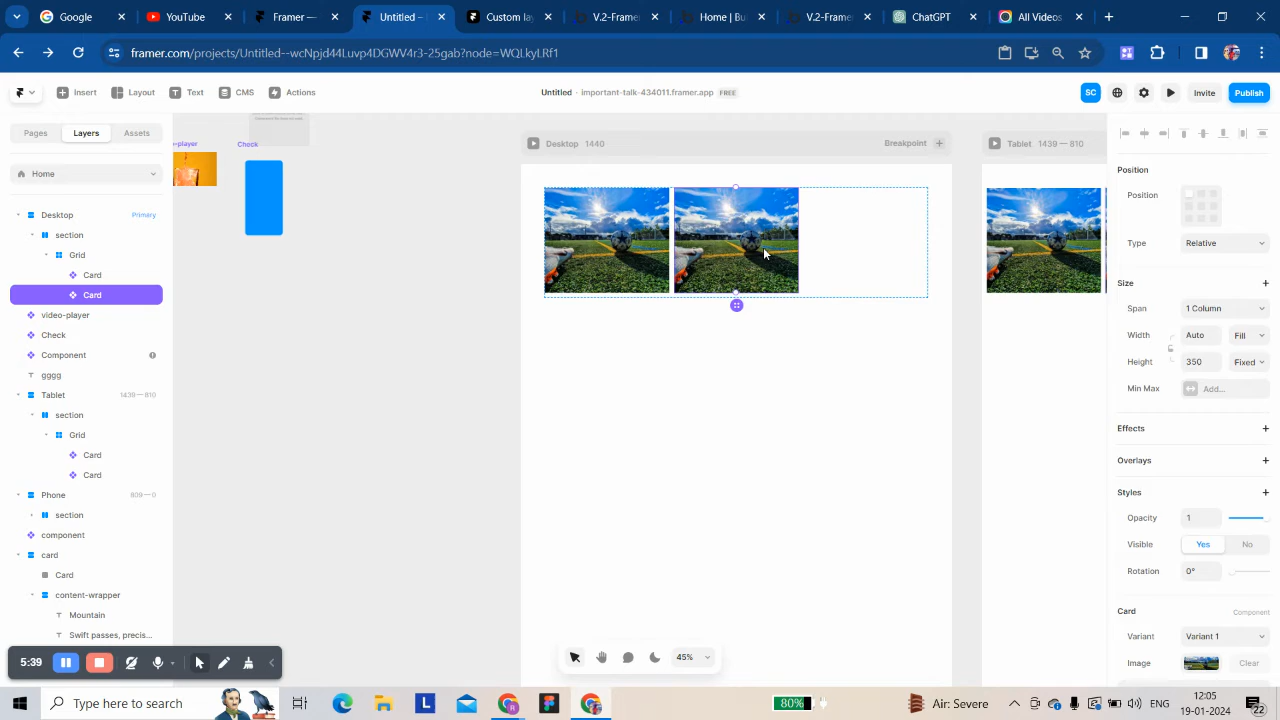 YouTube
Framer —
Untitled –
Custom lay
V.2-Framer
Home | Bu
V.2-Framer
ChatGPT
All Videos
framer.com/projects/Untitled--wcNpjd44Luvp4DGWV4r3-25gab?node=WQLkyLRf1
Insert
Layout
Text
CMS
Actions
Untitled · important-talk-434011.framer.app FREE
SC
Invite
Publish
Pages
Layers
Assets
Home
Desktop
Primary
section
Grid
Card
Card
video-player
Check
Component
gggg
Tablet
1439—810
section
Grid
Card
Card
Phone
809—0
section
component
card
Card
content-wrapper
Mountain
Swift passes, precis...
-player
Check
Desktop 1440
Breakpoint
Tablet 1439 — 810
45%
Position
Position
Type
Relative
Size
Span
1 Column
Width
Auto
Fill
Height
350
Fixed
Min Max
Add...
Effects
Overlays
Styles
Opacity
1
Visible
Yes
No
Rotation
0°
Card
Component
Variant
Variant 1
Image
Clear
5:39
Type here to search
80%
Air: Severe
12:05
19-01-2024
22